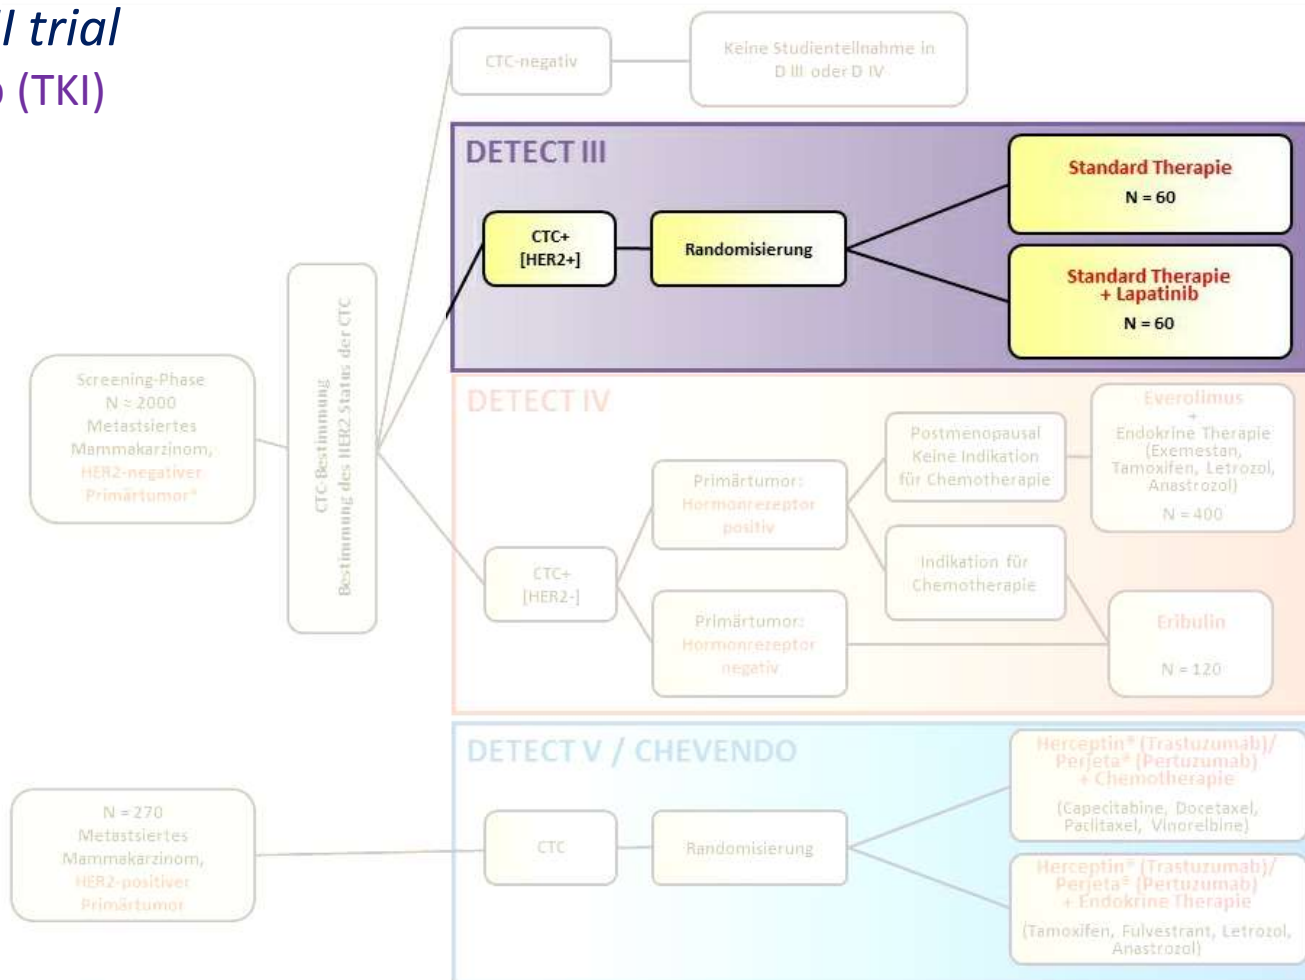 II trial
(TKI)
CTC-negativ
Keine Studienteilnahme in
D III oder D IV
DETECT III
CTC+
[HER2+]
Randomisierung
Standard Therapie
N = 60
Standard Therapie
+ Lapatinib
N = 60
Screening-Phase
N = 2000
Metastsiertes
Mammakarzinom,
HER2-negativer
Primärtumor*
CTC-Bestimmung
Bestimmung des HER2 Status der CTC
DETECT IV
CTC+
[HER2-]
Primärtumor:
Hormonrezeptor
positiv
Primärtumor:
Hormonrezeptor
negativ
Postmenopausal
Keine Indikation
für Chemotherapie
Indikation für
Chemotherapie
Everolimus
+
Endokrine Therapie
(Exemestan,
Tamoxifen, Letrozol,
Anastrozol)
N = 400
Eribulin
N = 120
DETECT V / CHEVENDO
N = 270
Metastsiertes
Mammakarzinom,
HER2-positiver
Primärtumor
CTC
Randomisierung
Herceptin® (Trastuzumab)/
Perjeta® (Pertuzumab)
+ Chemotherapie
(Capecitabine, Docetaxel,
Paclitaxel, Vinorelbine)
Herceptin® (Trastuzumab)/
Perjeta® (Pertuzumab)
+ Endokrine Therapie
(Tamoxifen, Fulvestrant, Letrozol,
Anastrozol)